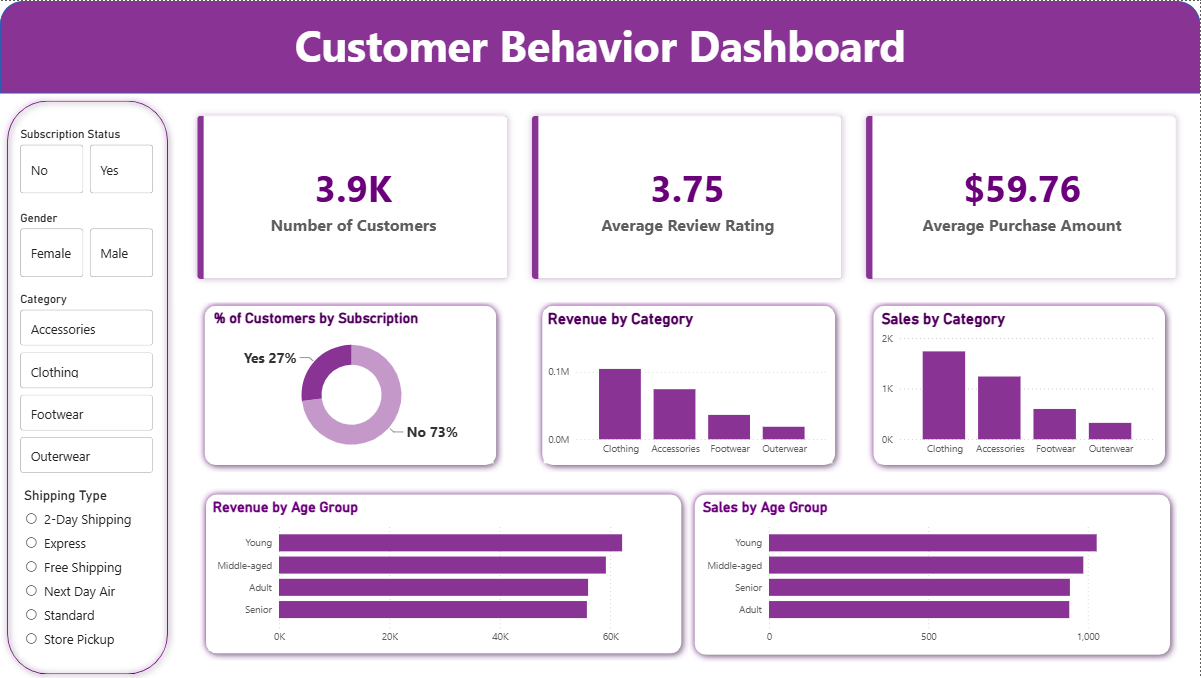 Customer Behavior Dashboard
Subscription Status
No Yes
Gender
Female Male
Category
Accessories
Clothing
Footwear
Outerwear
Shipping Type
2-Day Shipping
Express
Free Shipping
Next Day Air
Standard
Store Pickup
3.9K
Number of Customers
3.75
Average Review Rating
$59.76
Average Purchase Amount
% of Customers by Subscription
Yes 27%
No 73%
Revenue by Category
0.1M
0.0M
Clothing Accessories Footwear Outerwear
Sales by Category
2K
1K
0K
Clothing Accessories Footwear Outerwear
Revenue by Age Group
Young
Middle-aged
Adult
Senior
0K 20K 40K 60K
Sales by Age Group
Young
Middle-aged
Senior
Adult
0 500 1,000